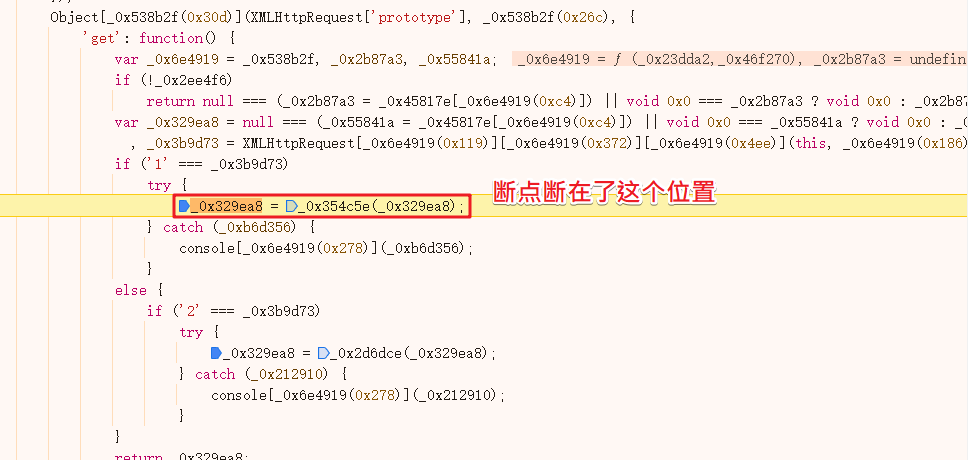 Object[_0x538b2f(0x30d)](XMLHttpRequest['prototype'], _0x538b2f(0x26c), {
'get': function() {
var _0x6e4919 = _0x538b2f, _0x2b87a3, _0x55841a; _0x6e4919 = ƒ (_0x23dda2,_0x46f270), _0x2b87a3 = undefin
if (!_0x2ee4f6)
return null === (_0x2b87a3 = _0x45817e[_0x6e4919(0xc4)]) || void 0x0 === _0x2b87a3 ? void 0x0 : _0x2b87
var _0x329ea8 = null === (_0x55841a = _0x45817e[_0x6e4919(0xc4)]) || void 0x0 === _0x55841a ? void 0x0 : _0
, _0x3b9d73 = XMLHttpRequest[_0x6e4919(0x119)][_0x6e4919(0x372)][_0x6e4919(0x4ee)](this, _0x6e4919(0x186)
if ('1' === _0x3b9d73)
try {
_0x329ea8 = _0x354c5e(_0x329ea8); 断点断在了这个位置
} catch (_0xb6d356) {
console[_0x6e4919(0x278)](_0xb6d356);
}
else {
if ('2' === _0x3b9d73)
try {
_0x329ea8 = _0x2d6dce(_0x329ea8);
} catch (_0x212910) {
console[_0x6e4919(0x278)](_0x212910);
}
}
return _0x329ea8;